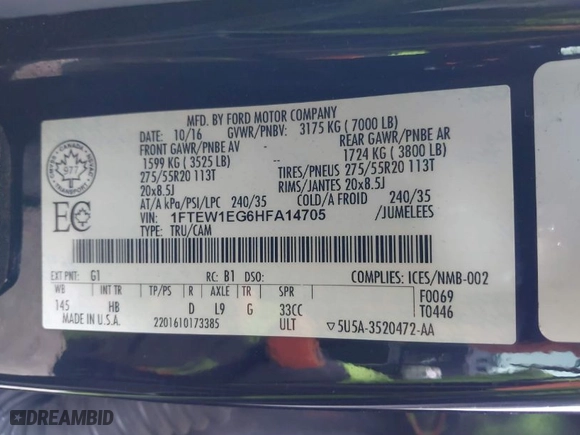 MFD. BY FORD MOTOR COMPANY
DATE: 10/16 GVWR/PNBV: 3175 KG (7000 LB)
FRONT GAWR/PNBE AV REAR GAWR/PNBE AR
1599 KG (3525 LB) 1724 KG (3800 LB)
275/55R20 113T TIRES/PNEUS 275/55R20 113T
20x8.5J RIMS/JANTES 20x8.5J
AT/A kPa/PSI/LPC 240/35 COLD/A FROID 240/35
VIN: 1FTEW1EG6HFA14705 /JUMELEES
TYPE: TRU/CAM
CANADA
977
EC
EXT PNT: G1 RC: B1 DSO: COMPLIES: ICES/NMB-002
WB INT TR TP/PS R AXLE TR SPR F0069
145 HB D L9 G 33CC T0446
MADE IN U.S.A. 2201610173385 ULT ▽5U5A-3520472-AA
DREAMBID